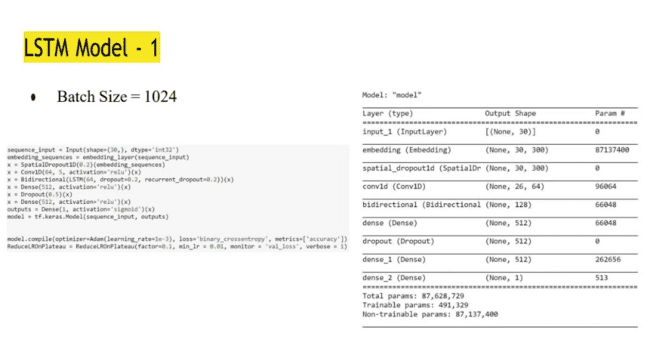 LSTM Model - 1
• Batch Size = 1024
sequence_input = Input(shape=(30,), dtype='int32')
embedding_sequences = embedding_layer(sequence_input)
x = SpatialDropout1D(0.2)(embedding_sequences)
x = Conv1D(64, 5, activation='relu')(x)
x = Bidirectional(LSTM(64, dropout=0.2, recurrent_dropout=0.2))(x)
x = Dense(512, activation='relu')(x)
x = Dropout(0.5)(x)
x = Dense(512, activation='relu')(x)
outputs = Dense(1, activation='sigmoid')(x)
model = tf.keras.Model(sequence_input, outputs)
model.compile(optimizer=Adam(learning_rate=1e-3), loss='binary_crossentropy', metrics=['accuracy'])
ReduceLROnPlateau = ReduceLROnPlateau(factor=0.1, min_lr = 0.01, monitor = 'val_loss', verbose = 1)
Model: "model"
Layer (type) Output Shape Param #
input_1 (InputLayer) [(None, 30)] 0
embedding (Embedding) (None, 30, 300) 87137400
spatial_dropout1d (SpatialDr (None, 30, 300) 0
conv1d (Conv1D) (None, 26, 64) 96064
bidirectional (Bidirectional (None, 128) 66048
dense (Dense) (None, 512) 66048
dropout (Dropout) (None, 512) 0
dense_1 (Dense) (None, 512) 262656
dense_2 (Dense) (None, 1) 513
Total params: 87,628,729
Trainable params: 491,329
Non-trainable params: 87,137,400